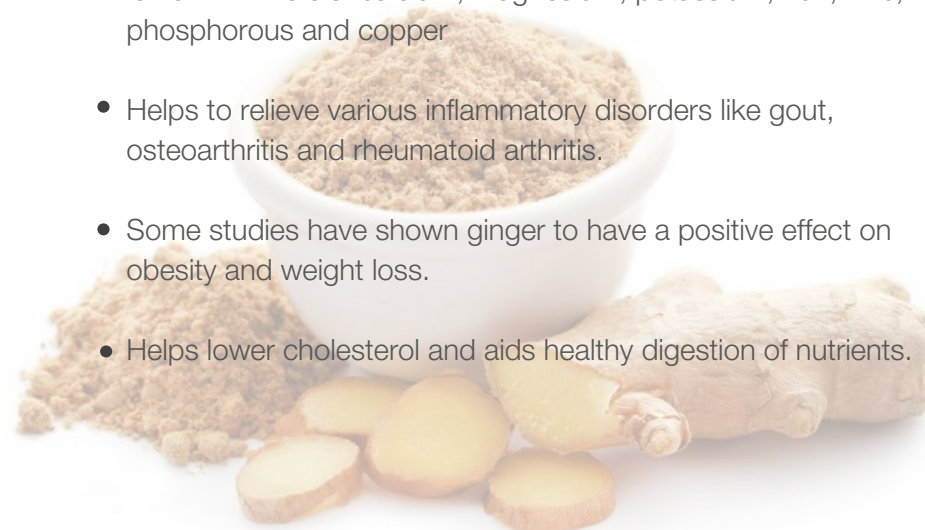 phosphorous and copper
• Helps to relieve various inflammatory disorders like gout,
osteoarthritis and rheumatoid arthritis.
• Some studies have shown ginger to have a positive effect on
obesity and weight loss.
• Helps lower cholesterol and aids healthy digestion of nutrients.